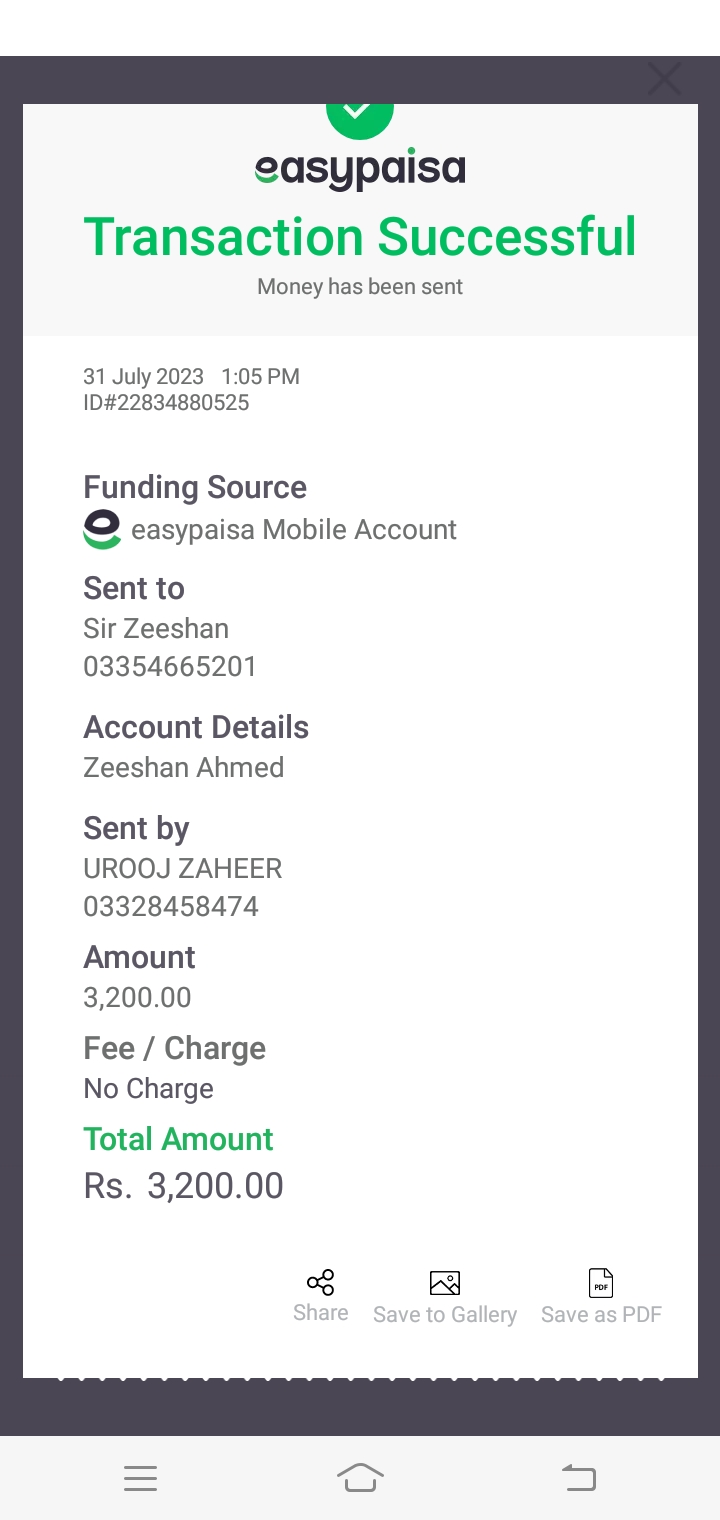 easypaisa
Transaction Successful
Money has been sent
31 July 2023 1:05 PM
ID#22834880525
Funding Source
easypaisa Mobile Account
Sent to
Sir Zeeshan
03354665201
Account Details
Zeeshan Ahmed
Sent by
UROOJ ZAHEER
03328458474
Amount
3,200.00
Fee / Charge
No Charge
Total Amount
Rs. 3,200.00
PDF
Share Save to Gallery Save as PDF